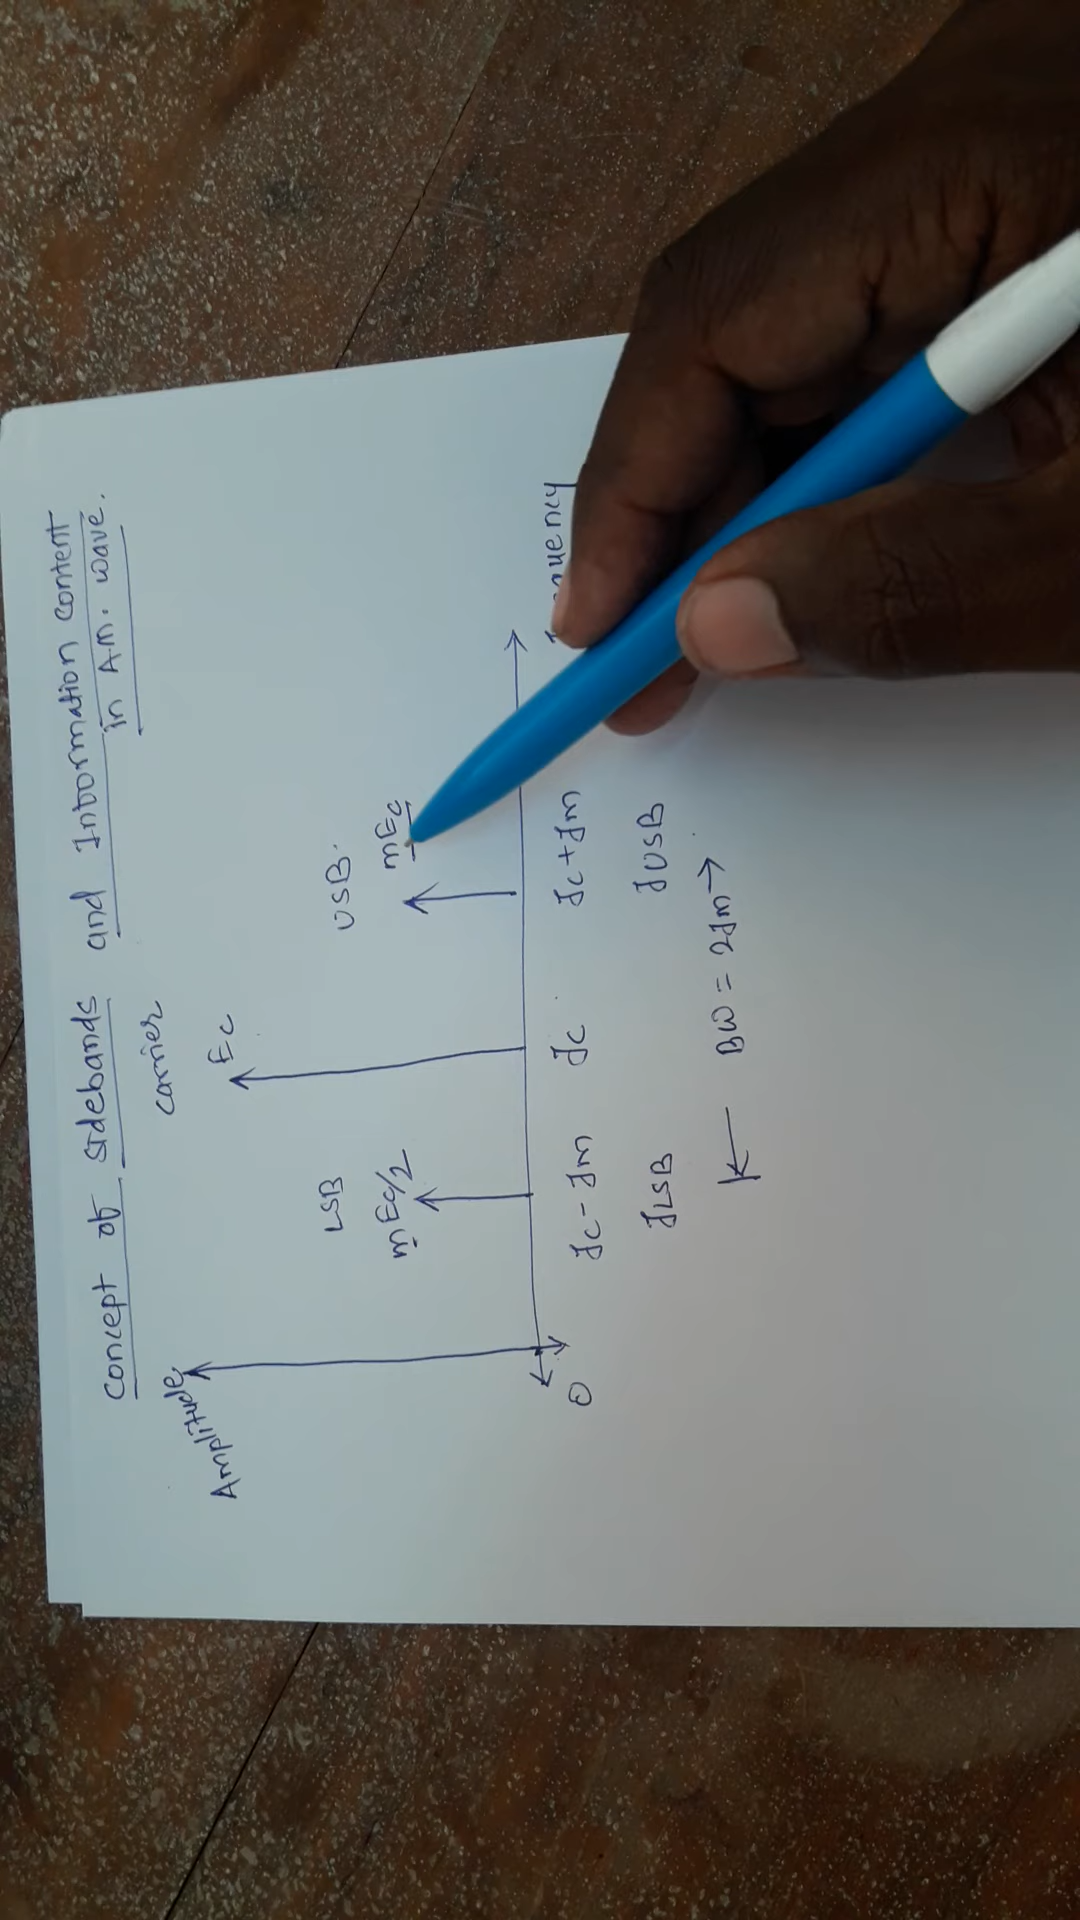 Concept of sidebands and Information content
in A.M. wave.
Amplitude
carrier
Ec
LSB
USB.
mEc/2
mEc
0
fc-fm
fc
fc+fm
fLSB
fUSB
BW = 2fm